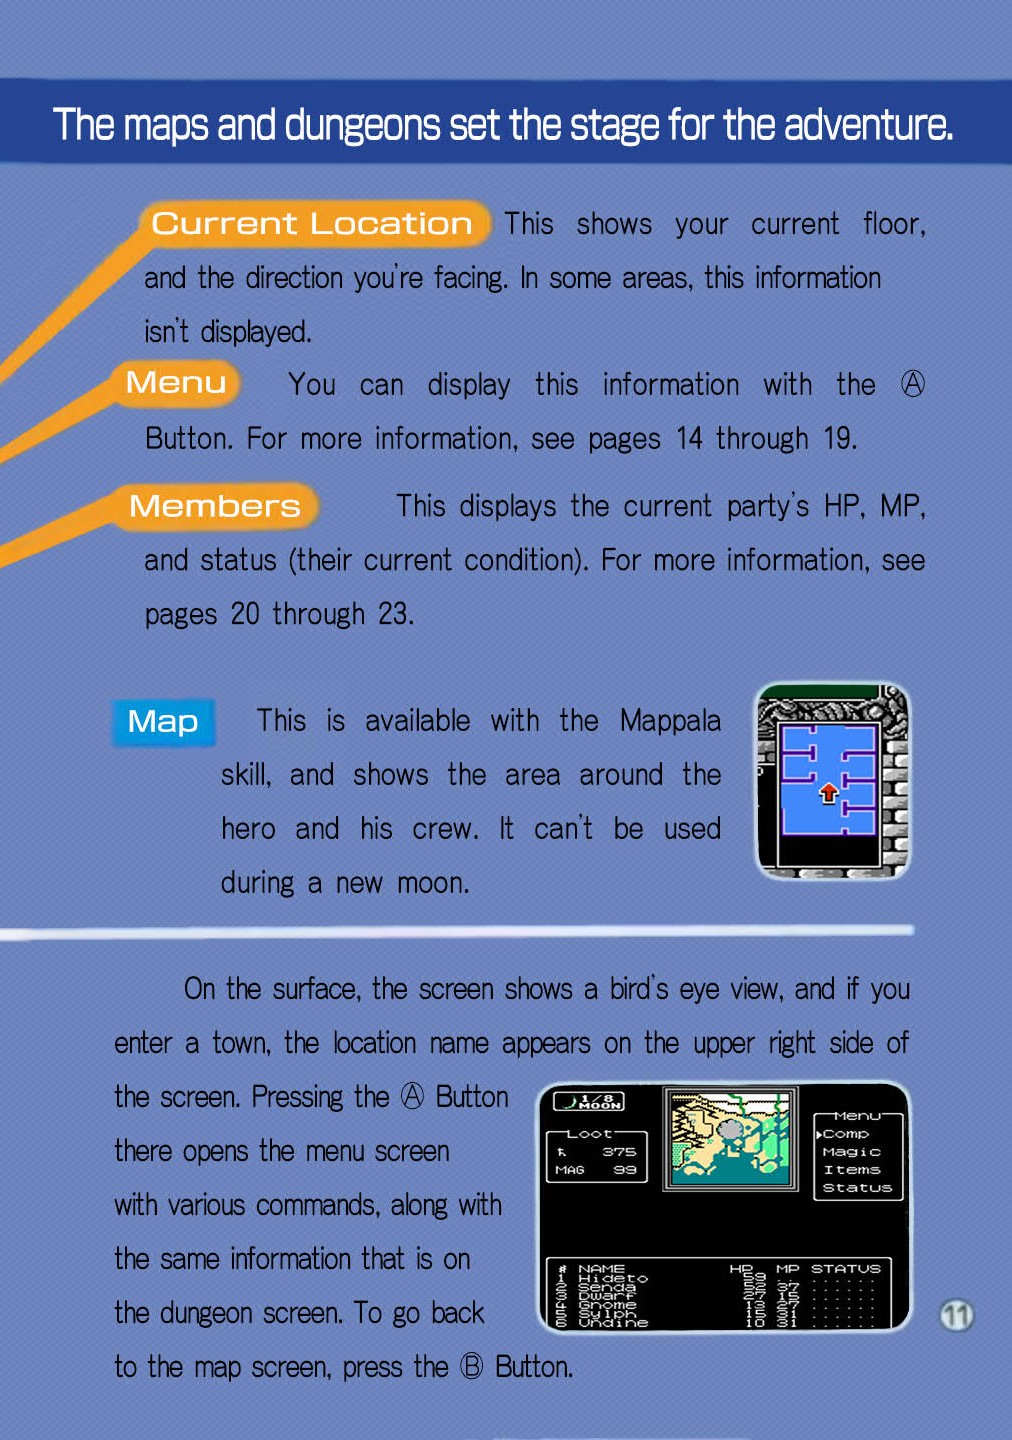 The maps and dungeons set the stage for the adventure.
Current Location This shows your current floor,
and the direction you're facing. In some areas, this information
isn't displayed.
Menu You can display this information with the Ⓐ
Button. For more information, see pages 14 through 19.
Members This displays the current party's HP, MP,
and status (their current condition). For more information, see
pages 20 through 23.
Map This is available with the Mappala
skill, and shows the area around the
hero and his crew. It can't be used
during a new moon.
On the surface, the screen shows a bird's eye view, and if you
enter a town, the location name appears on the upper right side of
the screen. Pressing the Ⓐ Button
there opens the menu screen
with various commands, along with
the same information that is on
the dungeon screen. To go back
to the map screen, press the Ⓑ Button.
1/8
MOON
Loot
375
MAG 99
Menu
Comp
Magic
Items
Status
# NAME HP MP STATUS
1 Hideto 59
2 Senda 52 37
3 Dwarf 27 15
4 Gnome 13 27
5 Sylph 15 31
6 Undine 10 31
11